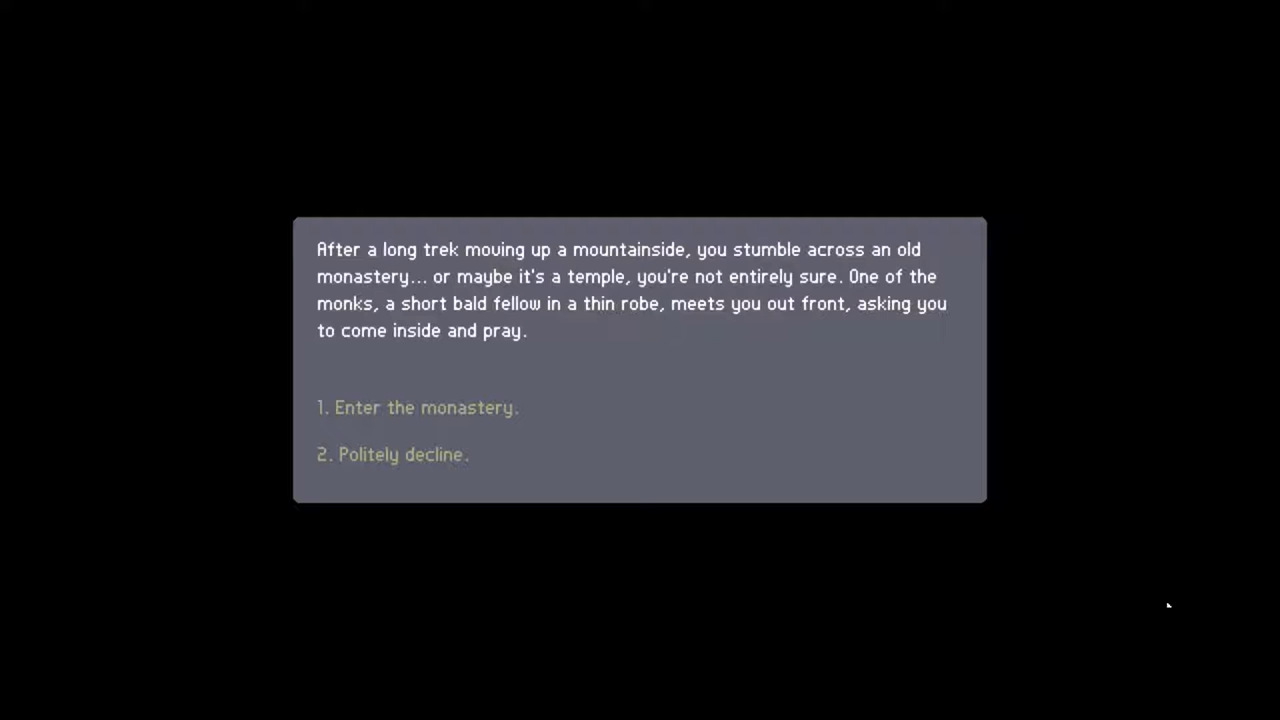 After a long trek moving up a mountainside, you stumble across an old
monastery... or maybe it's a temple, you're not entirely sure. One of the
monks, a short bald fellow in a thin robe, meets you out front, asking you
to come inside and pray.
1. Enter the monastery.
2. Politely decline.